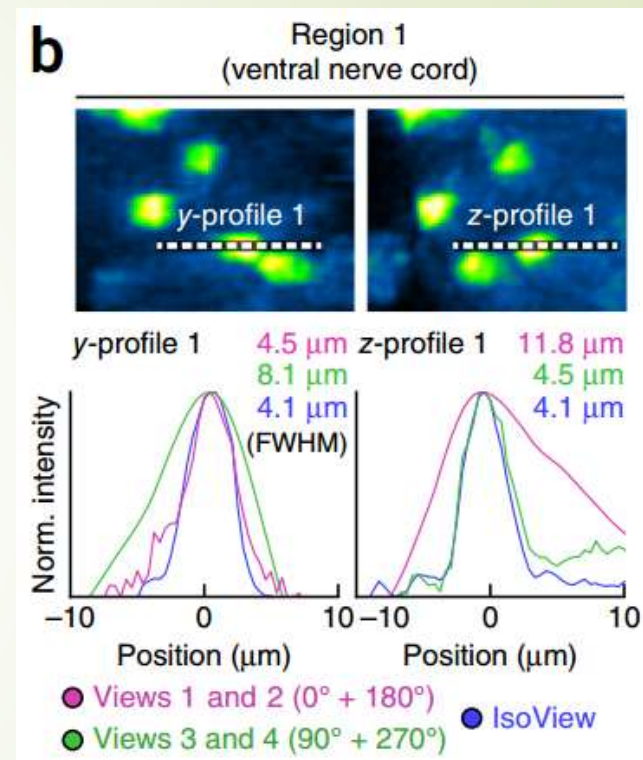 b
Region 1
(ventral nerve cord)
y-profile 1
z-profile 1
y-profile 1
4.5 μm
8.1 μm
4.1 μm
(FWHM)
z-profile 1
11.8 μm
4.5 μm
4.1 μm
Norm. intensity
–10
0
10
–10
0
10
Position (μm)
Position (μm)
Views 1 and 2 (0° + 180°)
Views 3 and 4 (90° + 270°)
IsoView